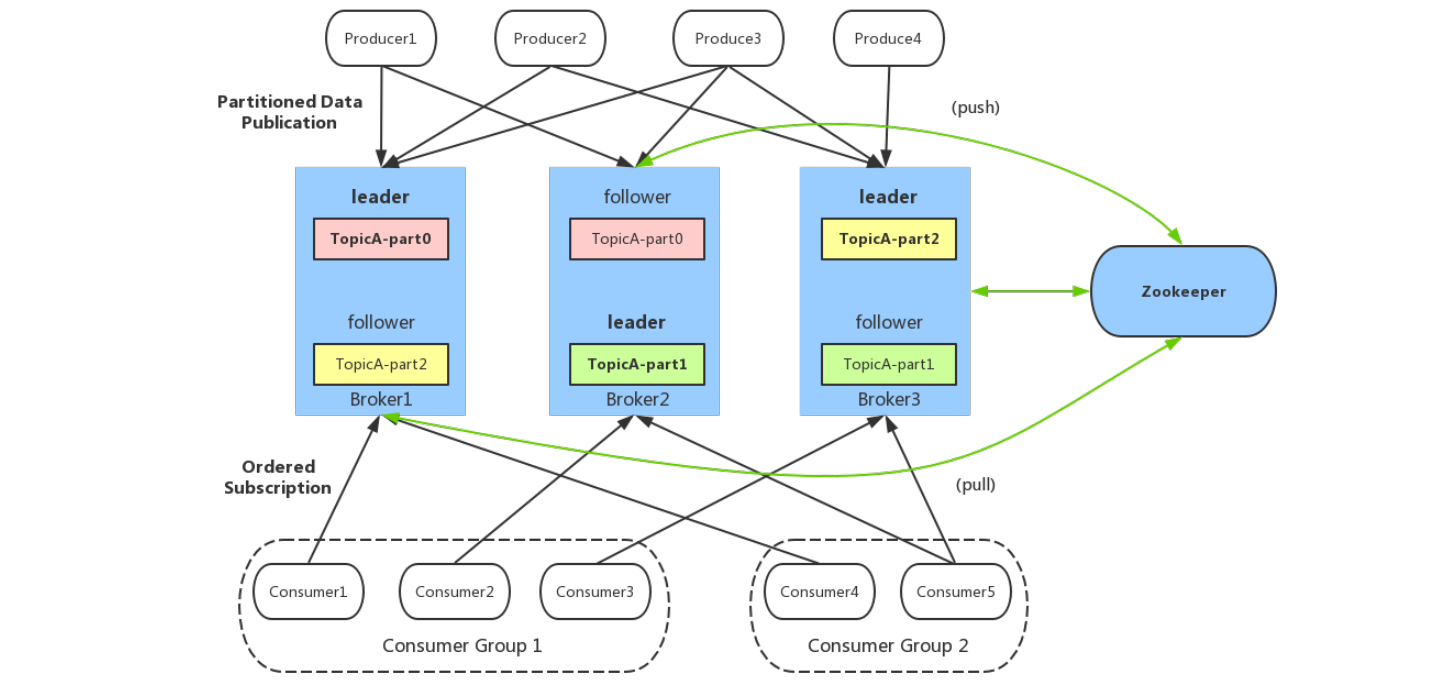 Producer1
Producer2
Produce3
Produce4
Partitioned Data
Publication
(push)
leader
TopicA-part0
follower
TopicA-part2
Broker1
follower
TopicA-part0
leader
TopicA-part1
Broker2
leader
TopicA-part2
follower
TopicA-part1
Broker3
Zookeeper
Ordered
Subscription
(pull)
Consumer1
Consumer2
Consumer3
Consumer Group 1
Consumer4
Consumer5
Consumer Group 2